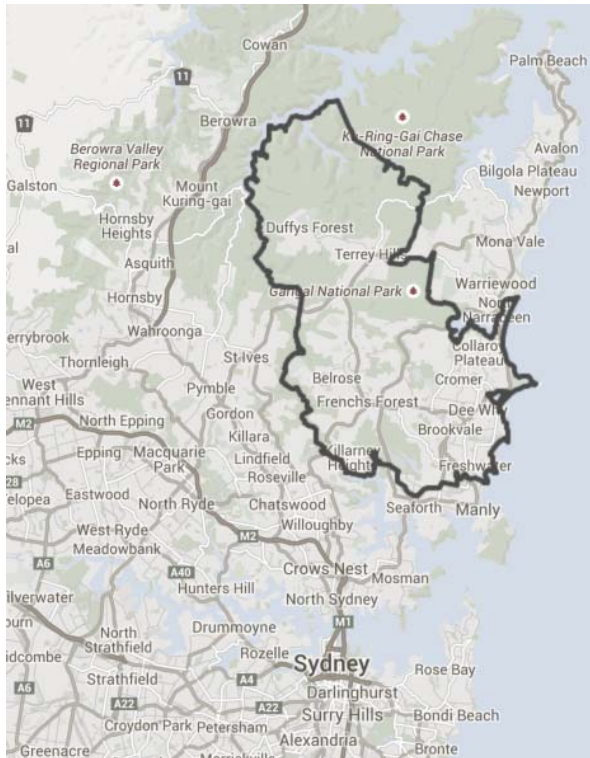 Cowan
Palm Beach
11
Berowra
11
Ku-Ring-Gai Chase
National Park
Berowra Valley
Regional Park
Avalon
Galston
Mount
Kuring-gai
Bilgola Plateau
Newport
Hornsby
Heights
Duffys Forest
Mona Vale
Terrey Hills
Asquith
Warriewood
Garigal National Park
Hornsby
North
Narrabeen
Wahroonga
Collaroy
Plateau
Thornleigh
St Ives
West
Pymble
Belrose
Cromer
Gordon
Frenchs Forest
Dee Why
M2
North Epping
Killara
Brookvale
Epping
Macquarie
Park
Lindfield
Killarney
Heights
Freshwater
28
Roseville
Eastwood
North Ryde
Chatswood
Seaforth
Manly
West Ryde
Willoughby
Meadowbank
M2
A6
A40
Crows Nest
Mosman
Hunters Hill
North Sydney
North
Strathfield
Drummoyne
M1
Rozelle
Sydney
Rose Bay
Strathfield
A4
A6
Darlinghurst
A22
A22
Surry Hills
Bondi Beach
Croydon Park
Petersham
Alexandria
Greenacre
Bronte